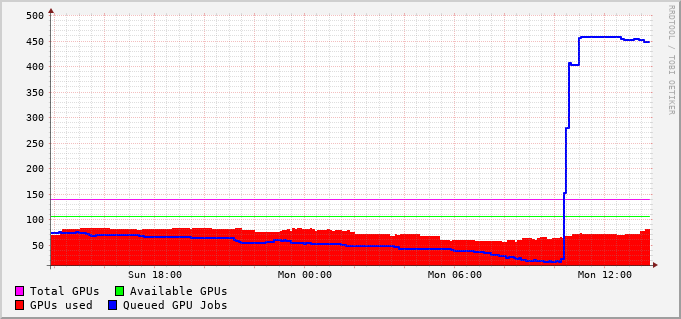 500
450
400
350
300
250
200
150
100
50
Sun 18:00 Mon 00:00 Mon 06:00 Mon 12:00
Total GPUs Available GPUs
GPUs used Queued GPU Jobs
RRDTOOL / TOBI OETIKER